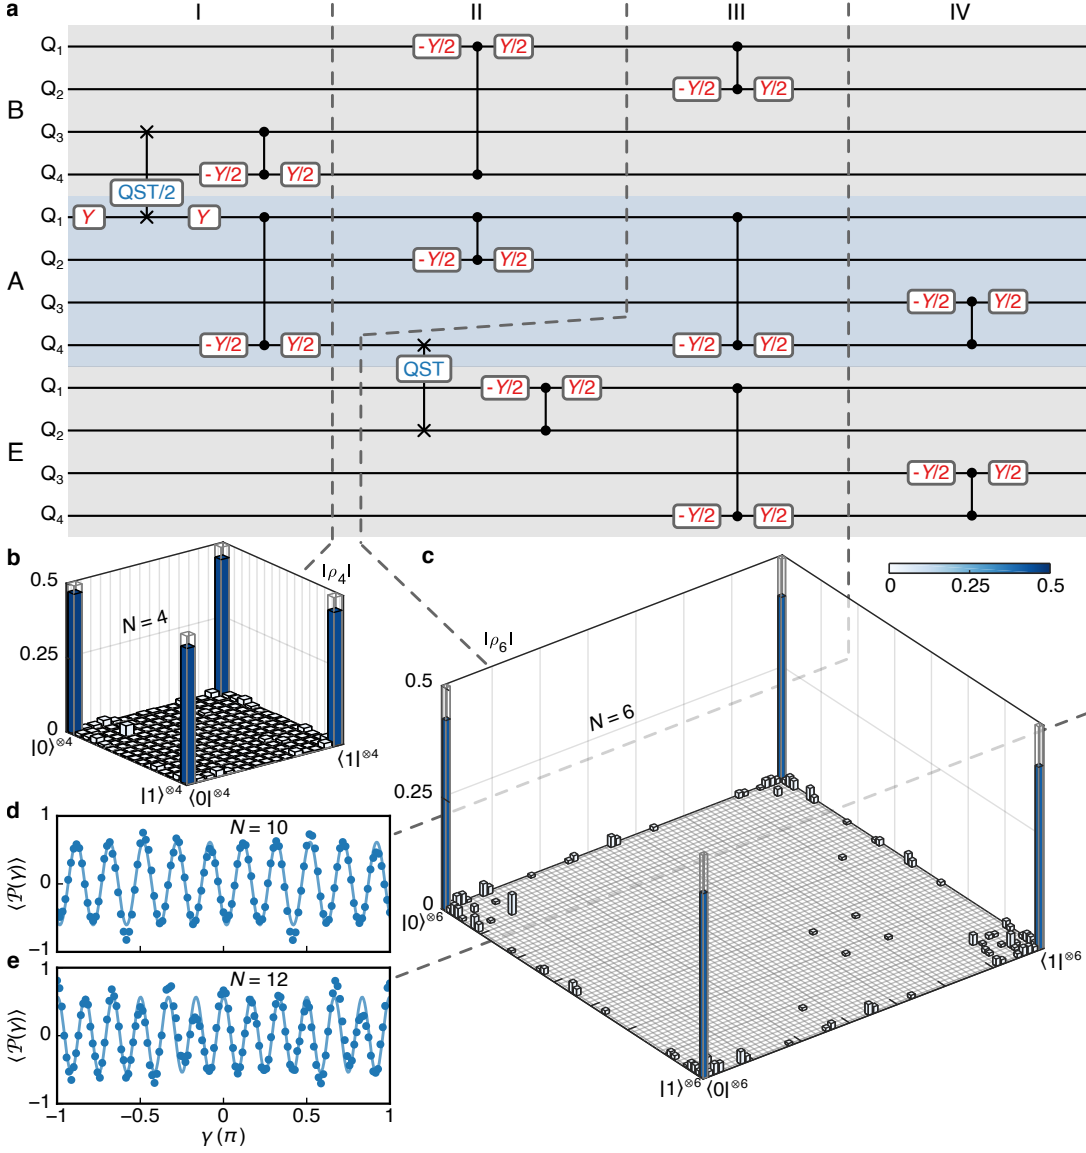 a
I II III IV
B
Q1 -Y/2 Y/2
Q2 -Y/2 Y/2
Q3
Q4 -Y/2 Y/2
QST/2
A
Q1 Y Y
Q2 -Y/2 Y/2
Q3 -Y/2 Y/2
Q4 -Y/2 Y/2 -Y/2 Y/2
QST
E
Q1 -Y/2 Y/2
Q2
Q3 -Y/2 Y/2
Q4 -Y/2 Y/2
b
|ρ4|
N = 4
0.5
0.25
0
|0⟩⊗4
|1⟩⊗4
⟨0|⊗4
⟨1|⊗4
c
0 0.25 0.5
|ρ6|
N = 6
0.5
0.25
0
|0⟩⊗6
|1⟩⊗6
⟨0|⊗6
⟨1|⊗6
d
N = 10
⟨P(γ)⟩
1
0
−1
e
N = 12
⟨P(γ)⟩
1
0
−1
−1 −0.5 0 0.5 1
γ (π)